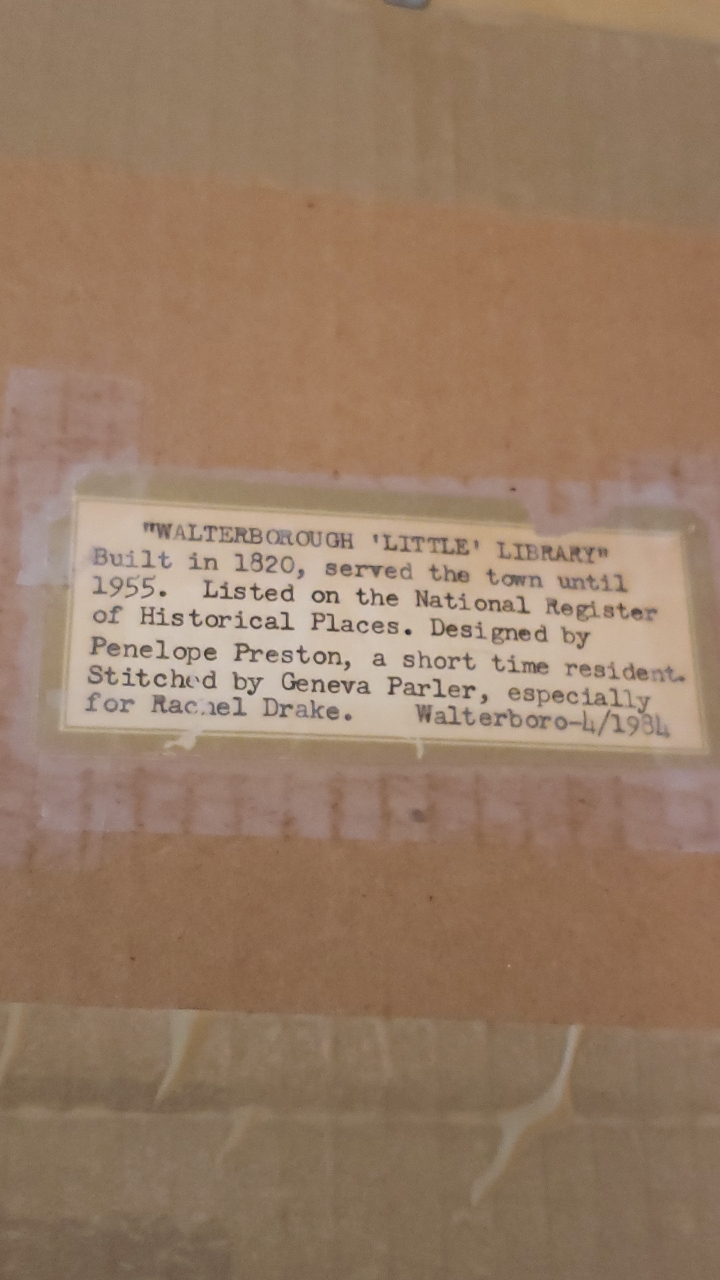 "WALTERBOROUGH 'LITTLE' LIBRARY"
Built in 1820, served the town until
1955. Listed on the National Register
of Historical Places. Designed by
Penelope Preston, a short time resident.
Stitched by Geneva Parler, especially
for Rachel Drake. Walterboro-4/1984